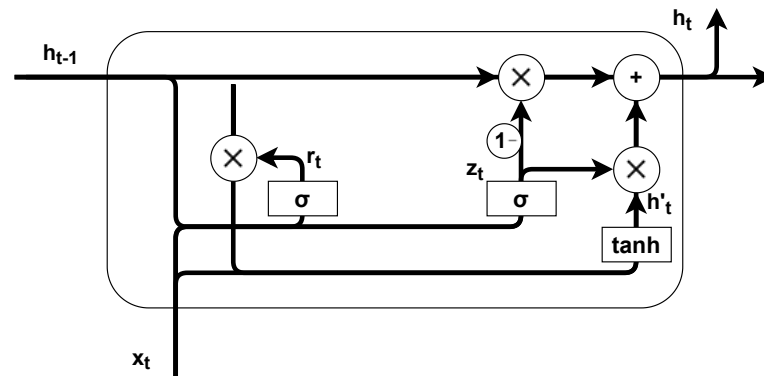 h_t
h_t-1
×
+
1-
×
r_t
z_t
×
σ
σ
h'_t
tanh
x_t